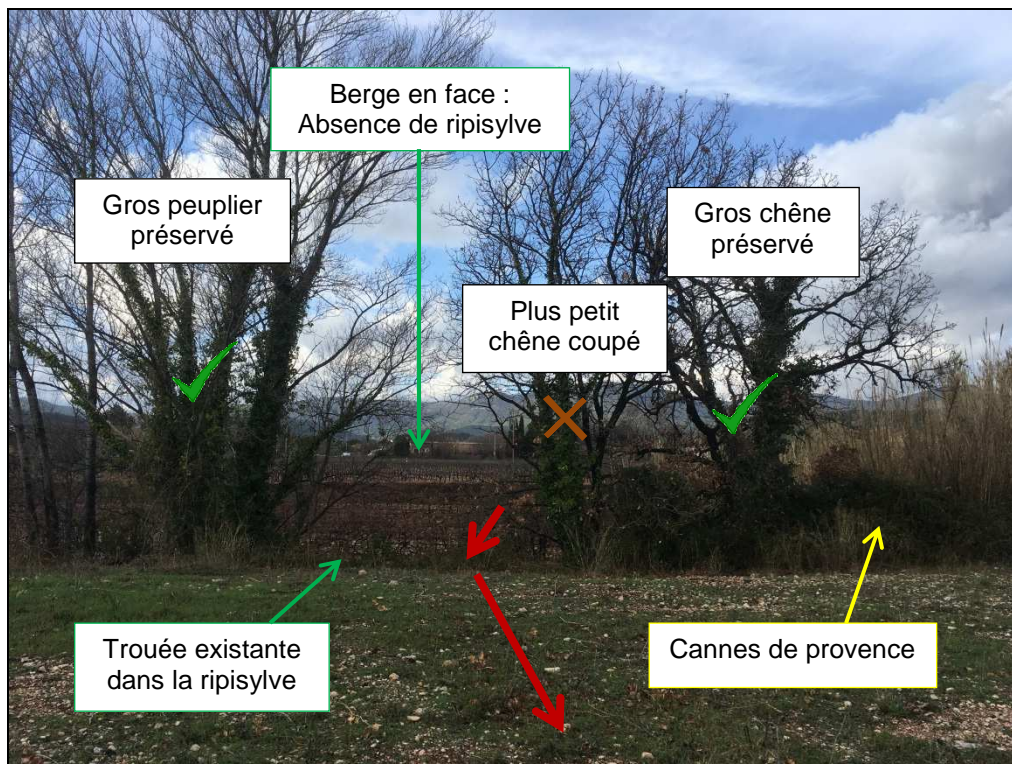 Berge en face :
Absence de ripisylve
Gros peuplier
préservé
Gros chêne
préservé
Plus petit
chêne coupé
Trouée existante
dans la ripisylve
Cannes de provence